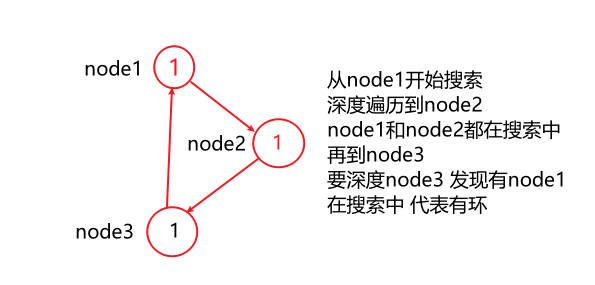 node1
1
node2
1
node3
1
从node1开始搜索
深度遍历到node2
node1和node2都在搜索中
再到node3
要深度node3 发现有node1
在搜索中 代表有环